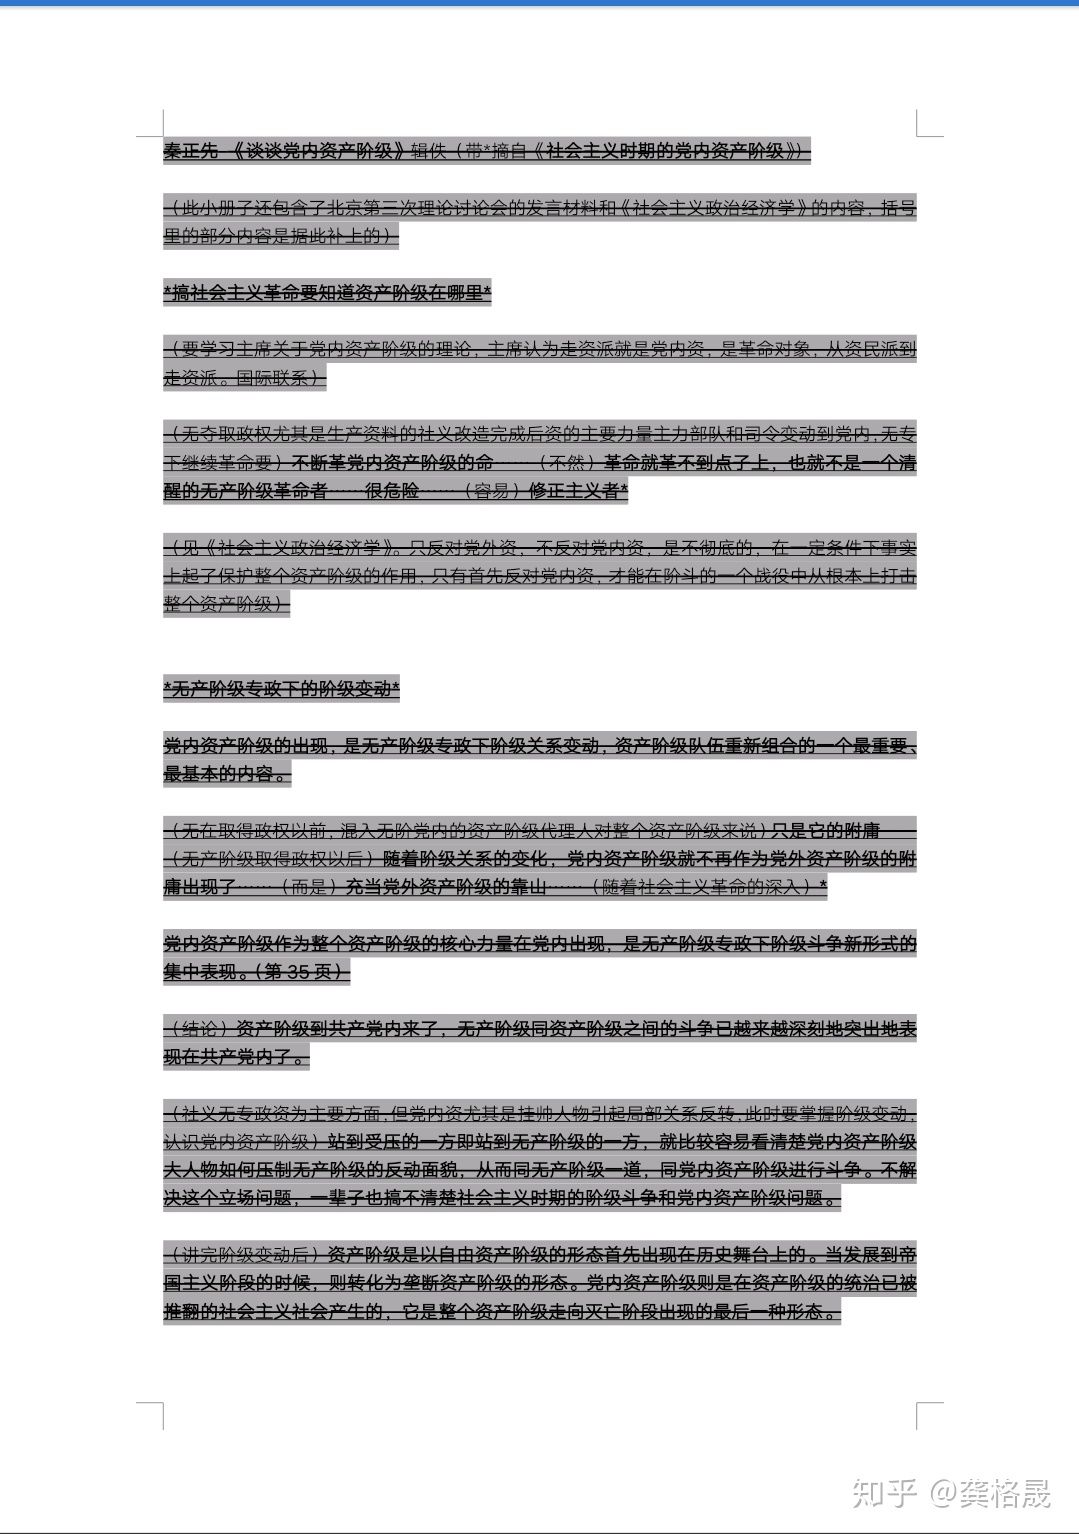 秦正先 《谈谈党内资产阶级》辑佚（带*摘自《社会主义时期的党内资产阶级》）
（此小册子还包含了北京第三次理论讨论会的发言材料和《社会主义政治经济学》的内容，括号
里的部分内容是据此补上的）
*搞社会主义革命要知道资产阶级在哪里*
（要学习主席关于党内资产阶级的理论，主席认为走资派就是党内资，是革命对象，从资民派到
走资派。国际联系）
（无夺取政权尤其是生产资料的社义改造完成后资的主要力量主力部队和司令变动到党内，无专
下继续革命要）不断革党内资产阶级的命……（不然）革命就革不到点子上，也就不是一个清
醒的无产阶级革命者……很危险……（容易）修正主义者*
（见《社会主义政治经济学》。只反对党外资，不反对党内资，是不彻底的，在一定条件下事实
上起了保护整个资产阶级的作用，只有首先反对党内资，才能在阶斗的一个战役中从根本上打击
整个资产阶级）
*无产阶级专政下的阶级变动*
党内资产阶级的出现，是无产阶级专政下阶级关系变动，资产阶级队伍重新组合的一个最重要、
最基本的内容。
（无在取得政权以前，混入无阶党内的资产阶级代理人对整个资产阶级来说）只是它的附庸
（无产阶级取得政权以后）随着阶级关系的变化，党内资产阶级就不再作为党外资产阶级的附
庸出现了……（而是）充当党外资产阶级的靠山……（随着社会主义革命的深入）*
党内资产阶级作为整个资产阶级的核心力量在党内出现，是无产阶级专政下阶级斗争新形式的
集中表现。（第 35 页）
（结论）资产阶级到共产党内来了，无产阶级同资产阶级之间的斗争已越来越深刻地突出地表
现在共产党内了。
（社义无专政资为主要方面，但党内资尤其是挂帅人物引起局部关系反转，此时要掌握阶级变动，
认识党内资产阶级）站到受压的一方即站到无产阶级的一方，就比较容易看清楚党内资产阶级
大人物如何压制无产阶级的反动面貌，从而同无产阶级一道，同党内资产阶级进行斗争。不解
决这个立场问题，一辈子也搞不清楚社会主义时期的阶级斗争和党内资产阶级问题。
（讲完阶级变动后）资产阶级是以自由资产阶级的形态首先出现在历史舞台上的。当发展到帝
国主义阶段的时候，则转化为垄断资产阶级的形态。党内资产阶级则是在资产阶级的统治已被
推翻的社会主义社会产生的，它是整个资产阶级走向灭亡阶段出现的最后一种形态。
知乎 @龚格晟